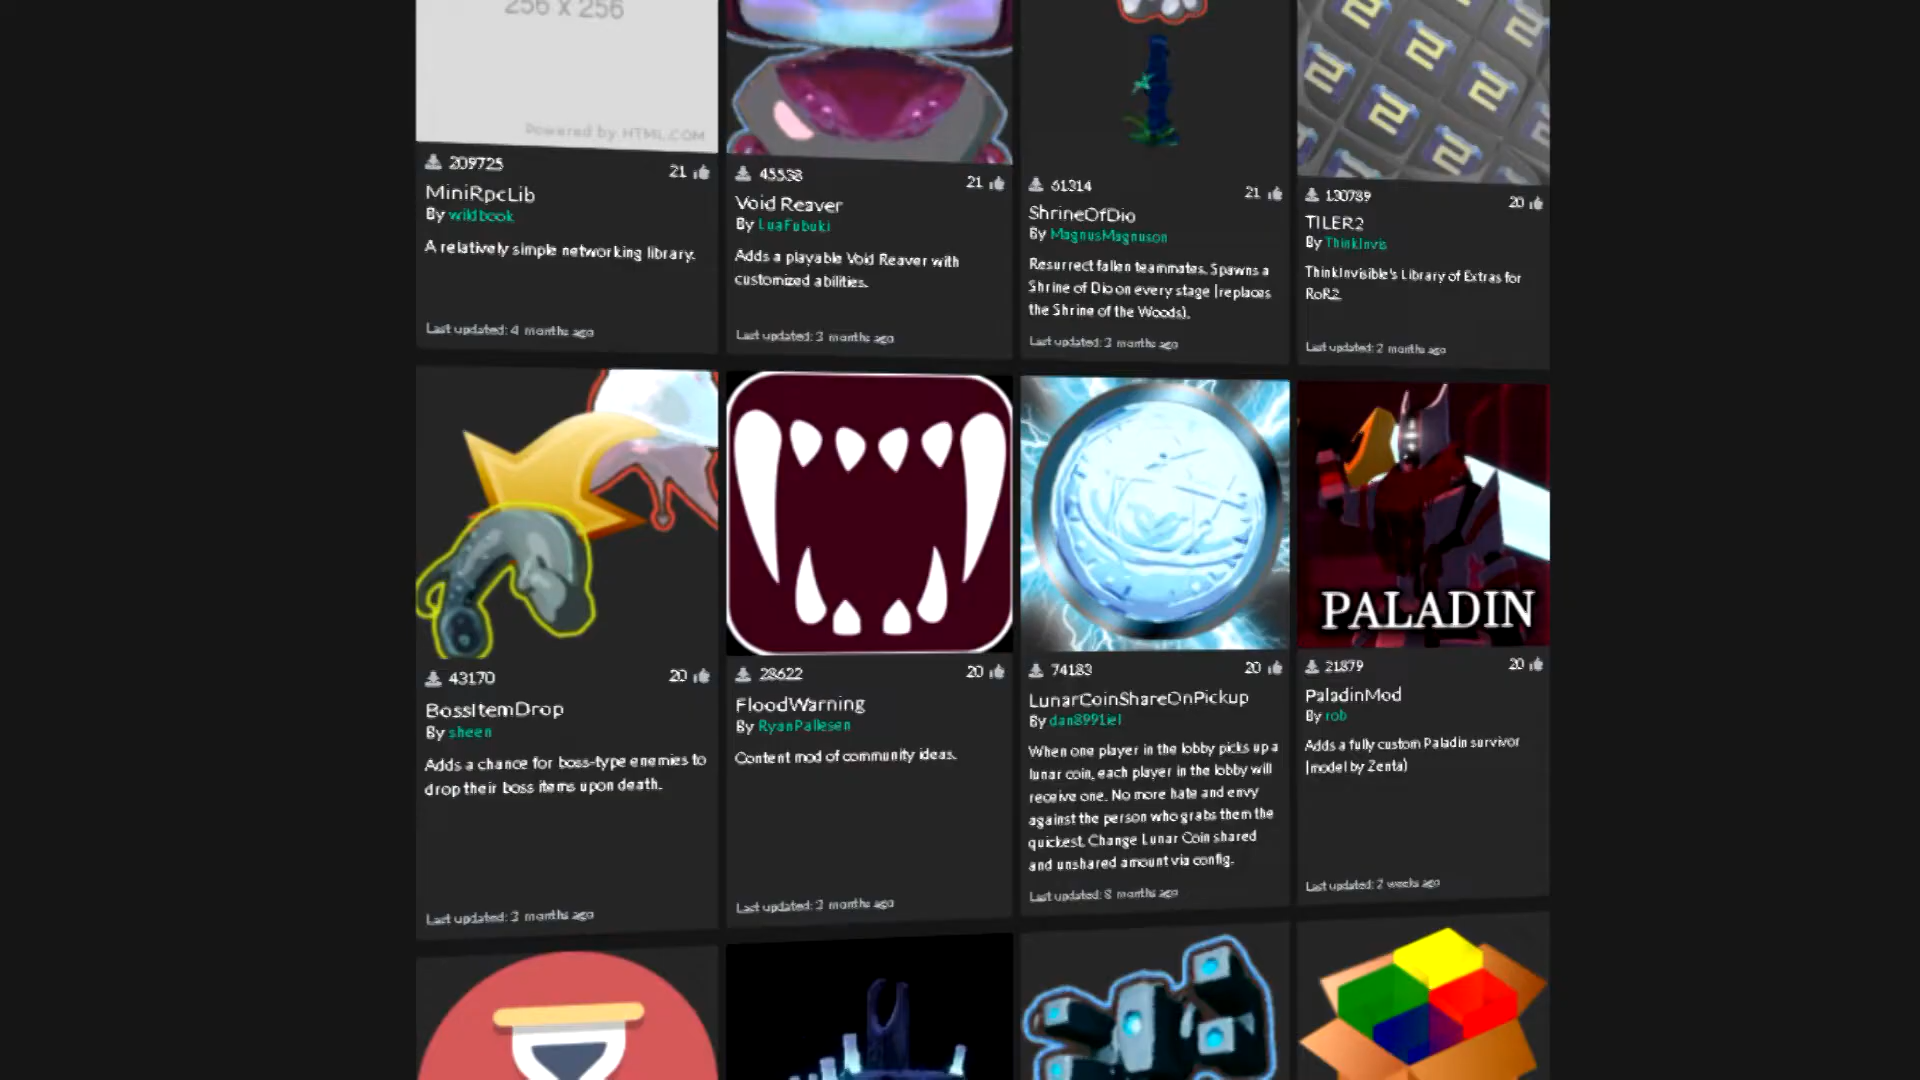 256 x 256
Powered by HTML.COM
209725
21
MiniRpcLib
By wildbook
A relatively simple networking library.
Last updated: 4 months ago
45538
21
Void Reaver
By LuaFubuki
Adds a playable Void Reaver with
customized abilities.
Last updated: 3 months ago
61314
21
ShrineOfDio
By MagnusMagnuson
Resurrect fallen teammates. Spawns a
Shrine of Dio on every stage (replaces
the Shrine of the Woods).
Last updated: 3 months ago
130789
20
TILER2
By ThinkInvis
ThinkInvisible's Library of Extras for
RoR2.
Last updated: 2 months ago
43170
20
BossItemDrop
By sheen
Adds a chance for boss-type enemies to
drop their boss items upon death.
Last updated: 3 months ago
28622
20
FloodWarning
By RyanPallesen
Content mod of community ideas.
Last updated: 3 months ago
74183
20
LunarCoinShareOnPickup
By dan8991iel
When one player in the lobby picks up a
lunar coin, each player in the lobby will
receive one. No more hate and envy
against the person who grabs them the
quickest. Change Lunar Coin shared
and unshared amount via config.
Last updated: 8 months ago
PALADIN
21879
20
PaladinMod
By rob
Adds a fully custom Paladin survivor
(model by Zenta)
Last updated: 2 weeks ago